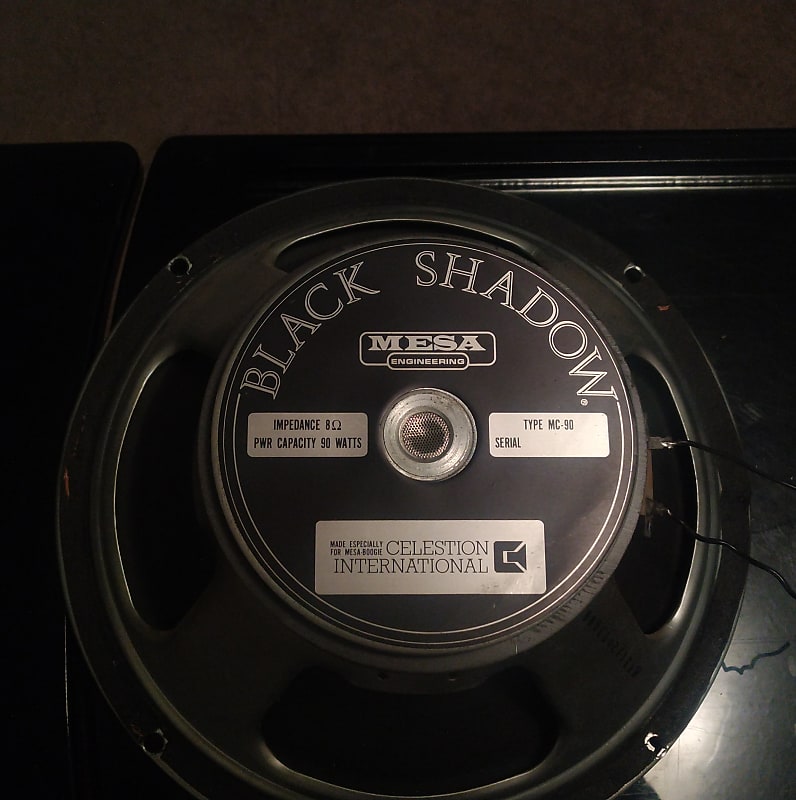 BLACK SHADOW
®
MESA
ENGINEERING
IMPEDANCE 8Ω
PWR CAPACITY 90 WATTS
TYPE MC-90
SERIAL
MADE ESPECIALLY
FOR MESA-BOOGIE
CELESTION
INTERNATIONAL